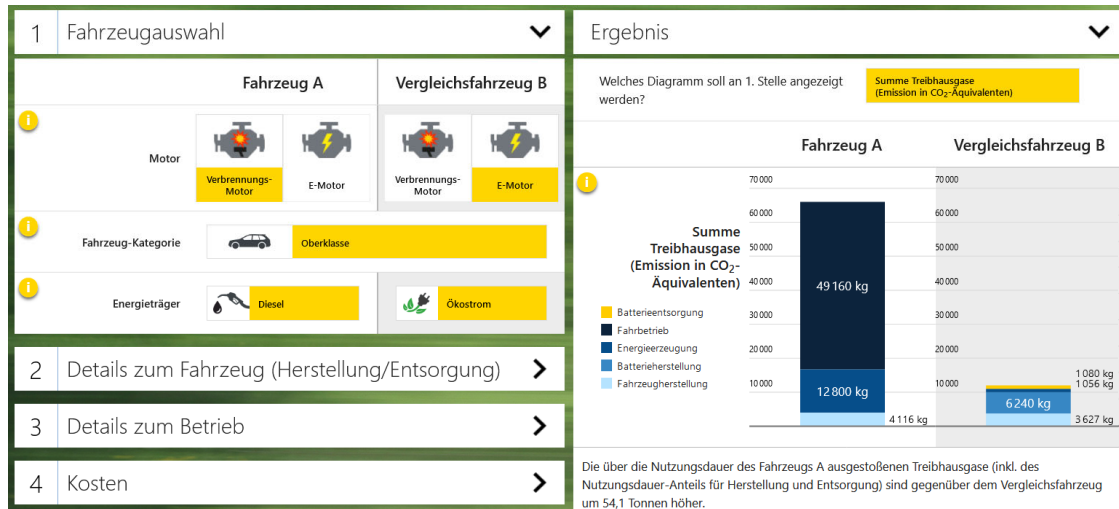 1 Fahrzeugauswahl
Fahrzeug A
Vergleichsfahrzeug B
i
Motor
Verbrennungs-
Motor
E-Motor
Verbrennungs-
Motor
E-Motor
i
Fahrzeug-Kategorie
Oberklasse
i
Energieträger
Diesel
Ökostrom
2 Details zum Fahrzeug (Herstellung/Entsorgung)
3 Details zum Betrieb
4 Kosten
Ergebnis
Welches Diagramm soll an 1. Stelle angezeigt
werden?
Summe Treibhausgase
(Emission in CO₂-Äquivalenten)
Fahrzeug A
Vergleichsfahrzeug B
i
Summe
Treibhausgase
(Emission in CO₂-
Äquivalenten)
Batterieentsorgung
Fahrbetrieb
Energieerzeugung
Batterieherstellung
Fahrzeugherstellung
70 000
60 000
50 000
40 000
30 000
20 000
10 000
49 160 kg
12 800 kg
4 116 kg
70 000
60 000
50 000
40 000
30 000
20 000
10 000
1 080 kg
1 056 kg
6 240 kg
3 627 kg
Die über die Nutzungsdauer des Fahrzeugs A ausgestoßenen Treibhausgase (inkl. des
Nutzungsdauer-Anteils für Herstellung und Entsorgung) sind gegenüber dem Vergleichsfahrzeug
um 54,1 Tonnen höher.